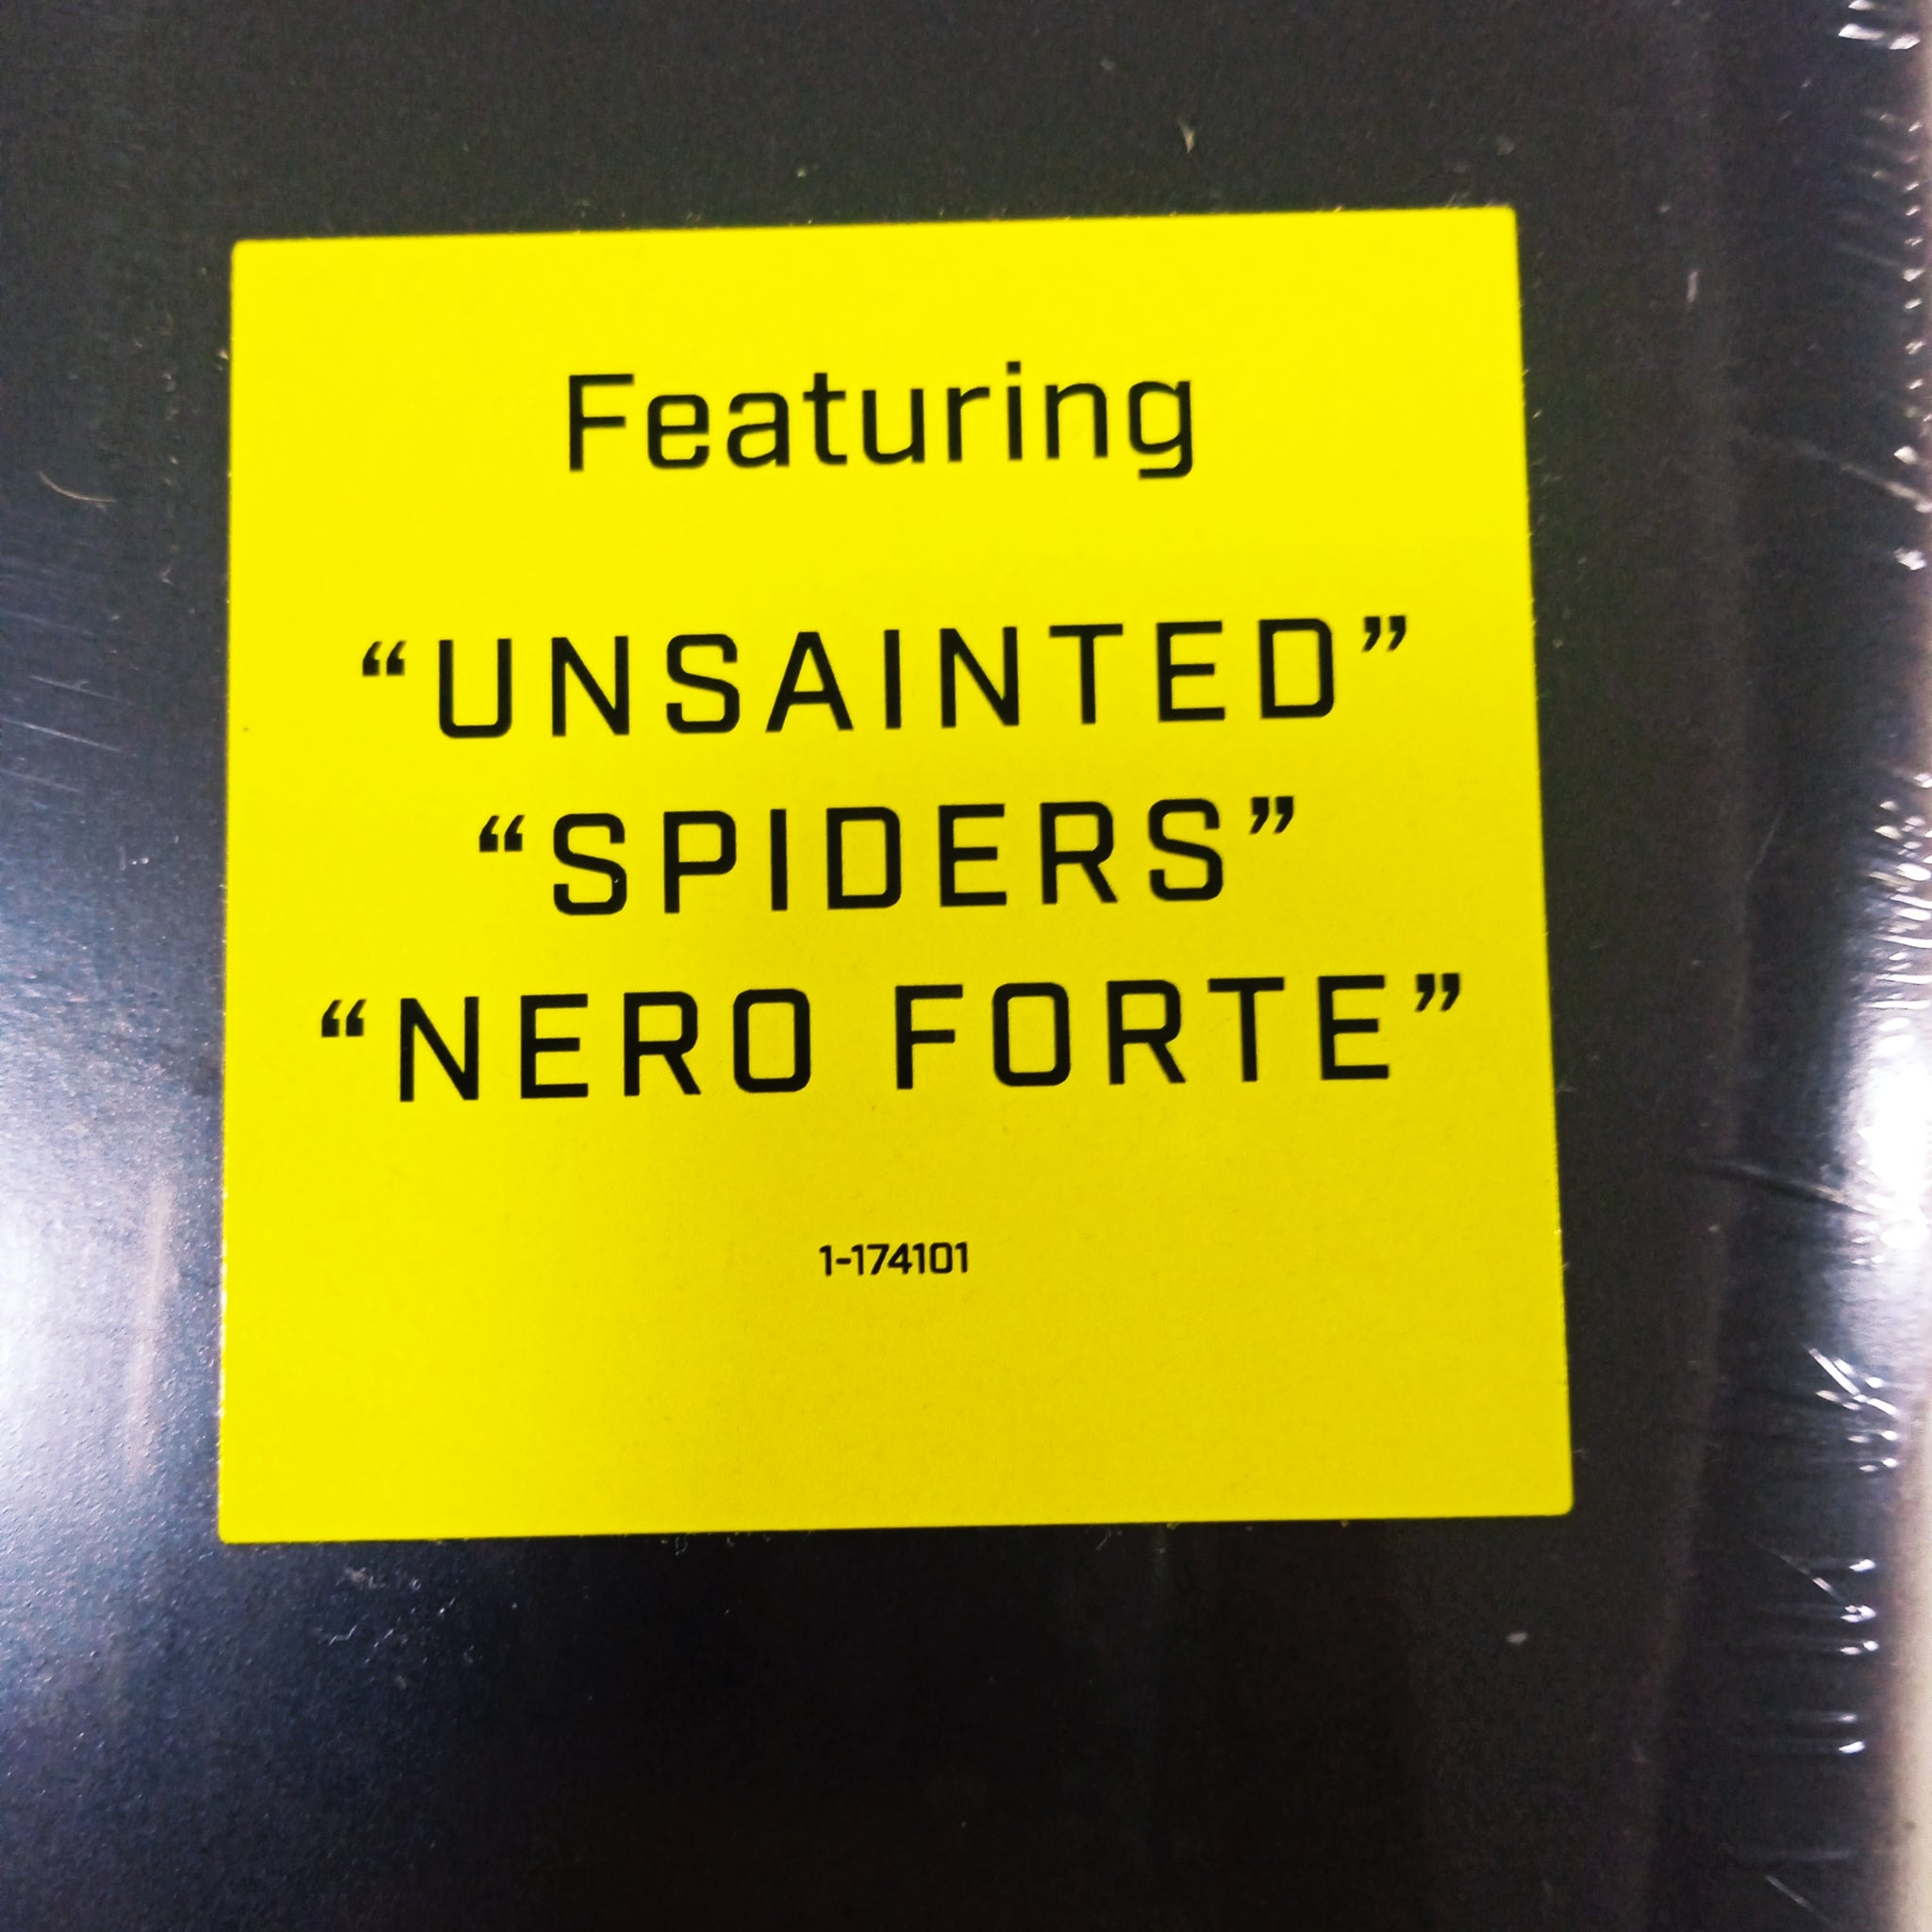 Featuring
“UNSAINTED”
“SPIDERS”
“NERO FORTE”
1-174101